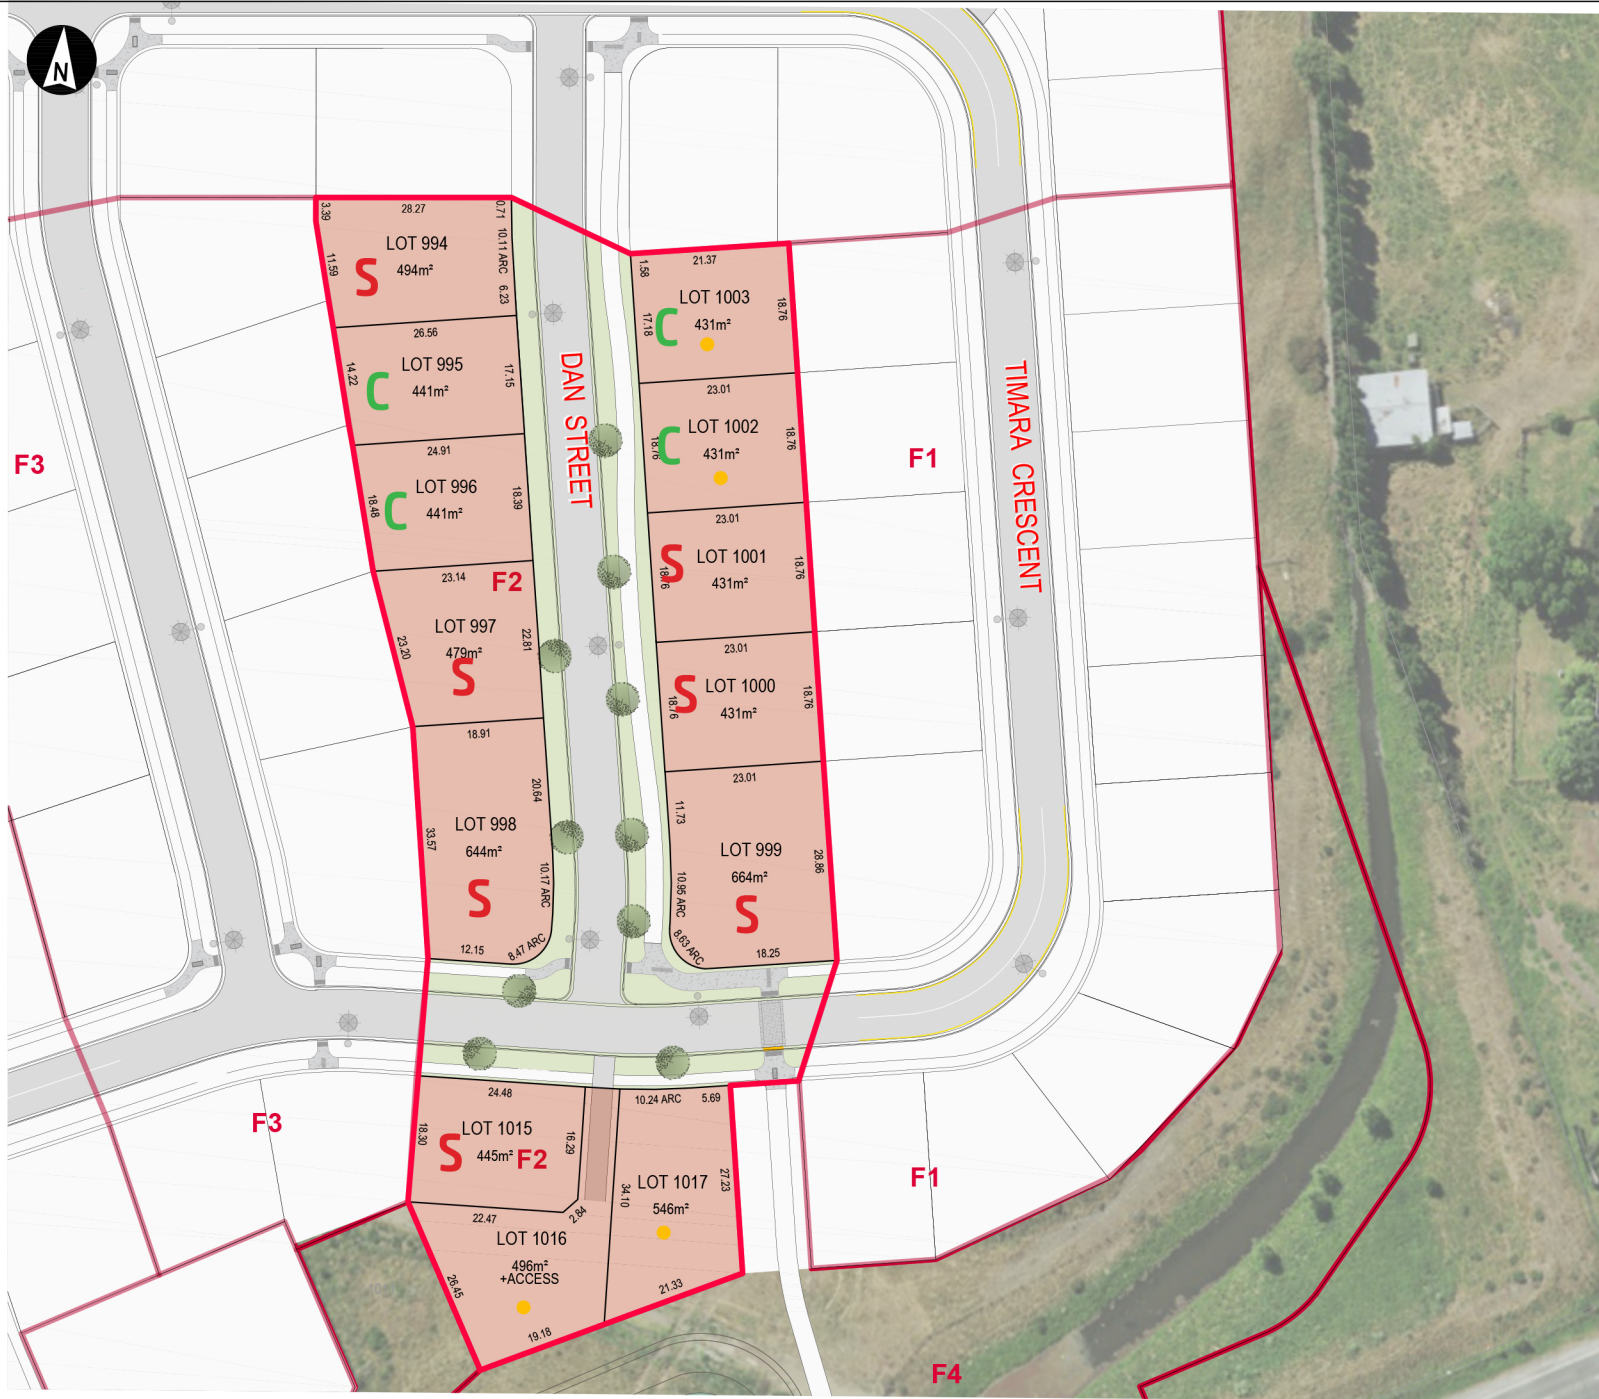 N
3.39
28.27
0.71
10.11 ARC
6.23
11.59
LOT 994
494m²
S
26.56
14.22
17.15
LOT 995
441m²
C
24.91
18.48
18.39
LOT 996
441m²
C
23.14
F2
23.20
22.81
LOT 997
479m²
S
18.91
33.57
20.64
LOT 998
644m²
10.17 ARC
S
12.15
8.47 ARC
DAN STREET
1.58
21.37
17.18
18.76
LOT 1003
431m²
C
23.01
18.76
18.76
LOT 1002
431m²
C
23.01
18.76
18.76
LOT 1001
431m²
S
23.01
18.76
18.76
LOT 1000
431m²
S
23.01
11.73
28.86
LOT 999
664m²
10.95 ARC
S
8.63 ARC
18.25
F3
F1
TIMARA CRESCENT
F3
24.48
18.30
LOT 1015
445m²
S
F2
16.29
22.47
2.84
LOT 1016
496m²
+ACCESS
26.45
19.18
10.24 ARC
5.69
34.10
27.23
LOT 1017
546m²
21.33
F1
F4